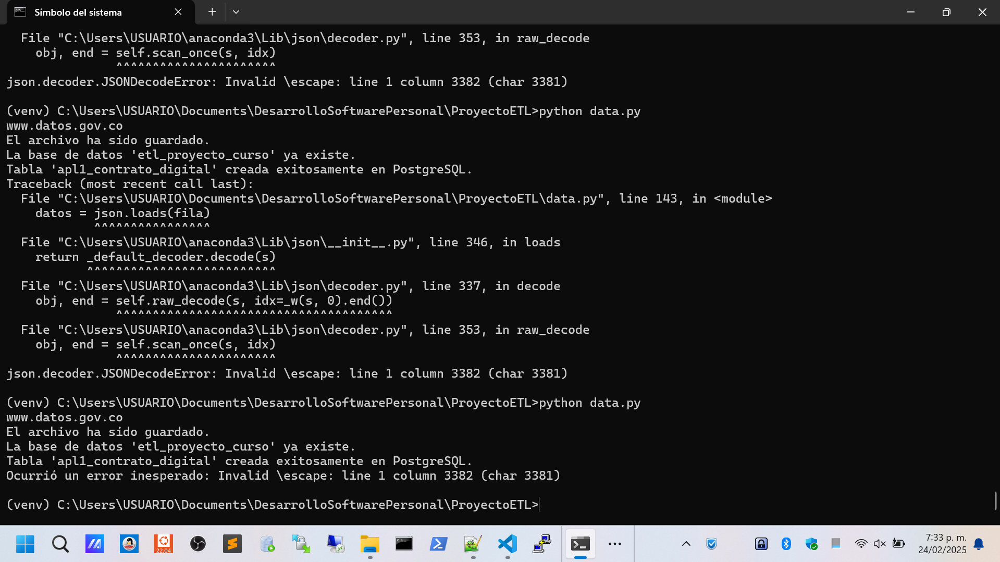 Símbolo del sistema
File "C:\Users\USUARIO\anaconda3\Lib\json\decoder.py", line 353, in raw_decode
obj, end = self.scan_once(s, idx)
^^^^^^^^^^^^^^^^^^^^^^
json.decoder.JSONDecodeError: Invalid \escape: line 1 column 3382 (char 3381)
(venv) C:\Users\USUARIO\Documents\DesarrolloSoftwarePersonal\ProyectoETL>python data.py
www.datos.gov.co
El archivo ha sido guardado.
La base de datos 'etl_proyecto_curso' ya existe.
Tabla 'apl1_contrato_digital' creada exitosamente en PostgreSQL.
Traceback (most recent call last):
File "C:\Users\USUARIO\Documents\DesarrolloSoftwarePersonal\ProyectoETL\data.py", line 143, in <module>
datos = json.loads(fila)
^^^^^^^^^^^^^^^^
File "C:\Users\USUARIO\anaconda3\Lib\json\__init__.py", line 346, in loads
return _default_decoder.decode(s)
^^^^^^^^^^^^^^^^^^^^^^^^^^
File "C:\Users\USUARIO\anaconda3\Lib\json\decoder.py", line 337, in decode
obj, end = self.raw_decode(s, idx=_w(s, 0).end())
^^^^^^^^^^^^^^^^^^^^^^^^^^^^^^^^^^^^^^
File "C:\Users\USUARIO\anaconda3\Lib\json\decoder.py", line 353, in raw_decode
obj, end = self.scan_once(s, idx)
^^^^^^^^^^^^^^^^^^^^^^
json.decoder.JSONDecodeError: Invalid \escape: line 1 column 3382 (char 3381)
(venv) C:\Users\USUARIO\Documents\DesarrolloSoftwarePersonal\ProyectoETL>python data.py
www.datos.gov.co
El archivo ha sido guardado.
La base de datos 'etl_proyecto_curso' ya existe.
Tabla 'apl1_contrato_digital' creada exitosamente en PostgreSQL.
Ocurrió un error inesperado: Invalid \escape: line 1 column 3382 (char 3381)
(venv) C:\Users\USUARIO\Documents\DesarrolloSoftwarePersonal\ProyectoETL>
22.04
7:33 p. m.
24/02/2025